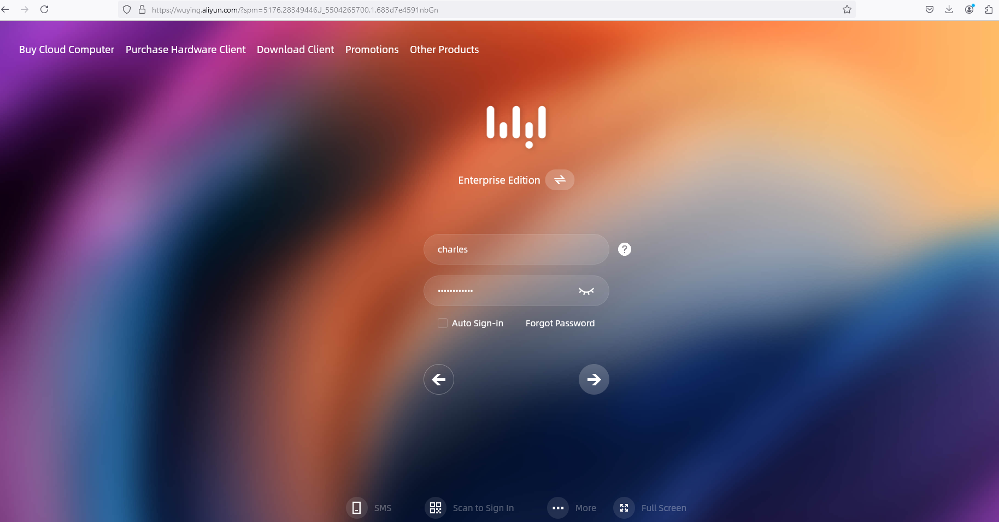 https://wuying.aliyun.com/?spm=5176.28349446.J_5504265700.1.683d7e4591nbGn
Buy Cloud Computer Purchase Hardware Client Download Client Promotions Other Products
Enterprise Edition
charles
?
••••••••••••
Auto Sign-in Forgot Password
SMS Scan to Sign In More Full Screen